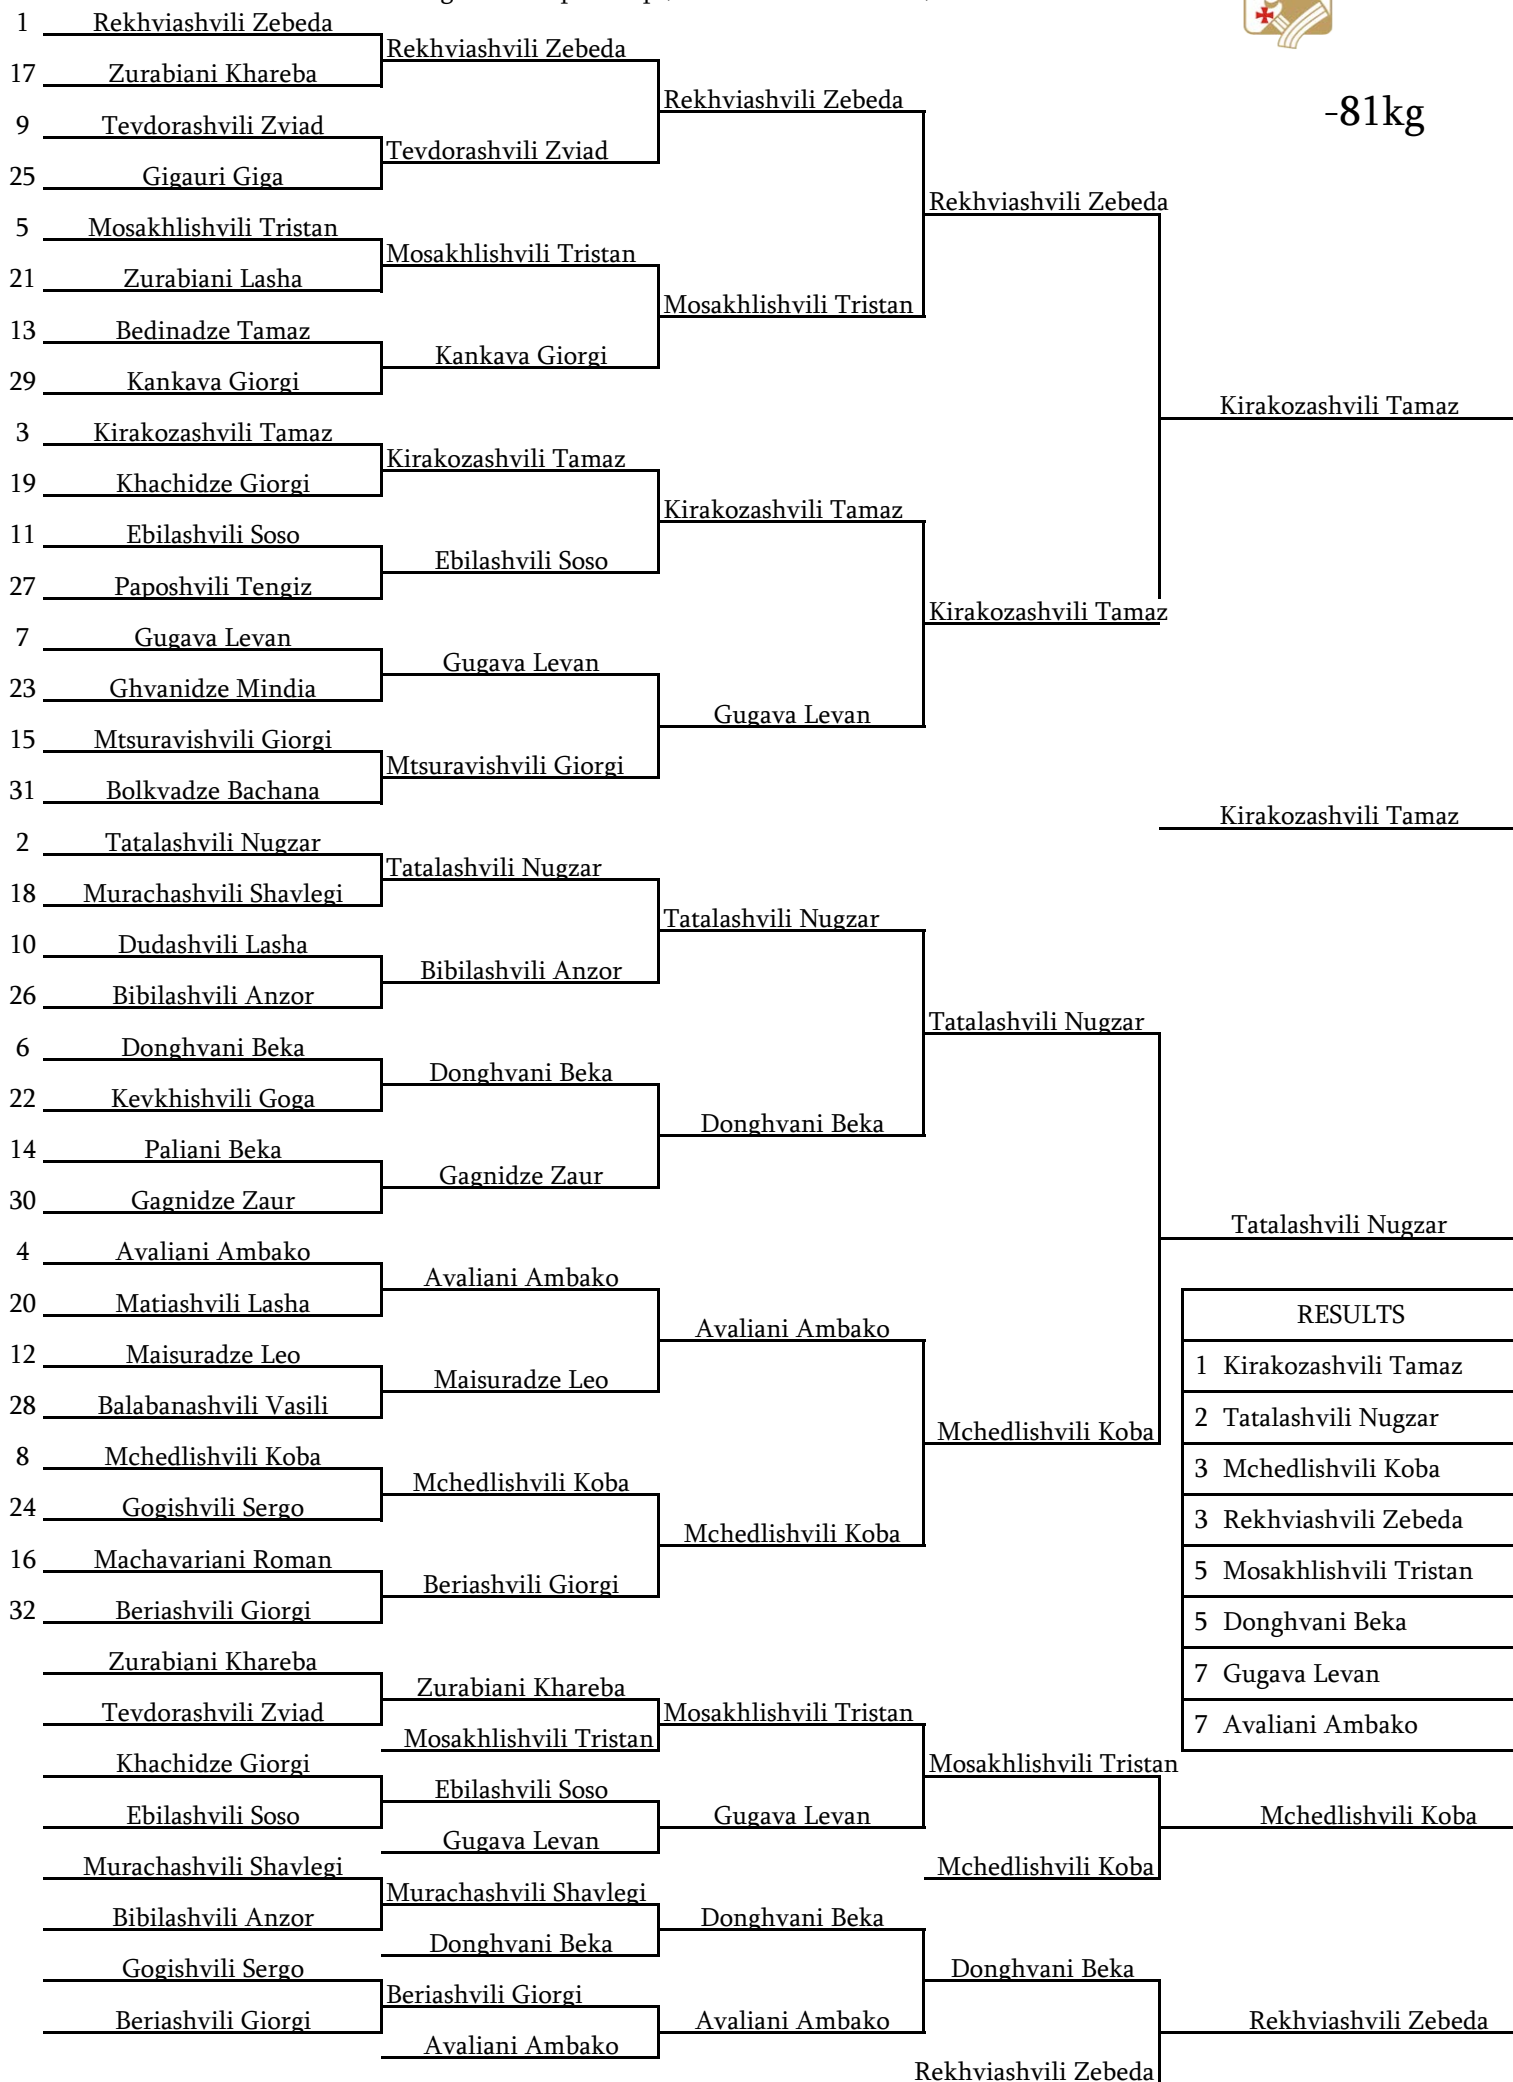 1 Rekhviashvili Zebeda
Rekhviashvili Zebeda
17 Zurabiani Khareba
Rekhviashvili Zebeda
-81kg
9 Tevdorashvili Zviad
Tevdorashvili Zviad
25 Gigauri Giga
Rekhviashvili Zebeda
5 Mosakhlishvili Tristan
Mosakhlishvili Tristan
21 Zurabiani Lasha
Mosakhlishvili Tristan
13 Bedinadze Tamaz
Kankava Giorgi
29 Kankava Giorgi
Kirakozashvili Tamaz
3 Kirakozashvili Tamaz
Kirakozashvili Tamaz
19 Khachidze Giorgi
Kirakozashvili Tamaz
11 Ebilashvili Soso
Ebilashvili Soso
27 Paposhvili Tengiz
Kirakozashvili Tamaz
7 Gugava Levan
Gugava Levan
23 Ghvanidze Mindia
Gugava Levan
15 Mtsuravishvili Giorgi
Mtsuravishvili Giorgi
31 Bolkvadze Bachana
Kirakozashvili Tamaz
2 Tatalashvili Nugzar
Tatalashvili Nugzar
18 Murachashvili Shavlegi
Tatalashvili Nugzar
10 Dudashvili Lasha
Bibilashvili Anzor
26 Bibilashvili Anzor
Tatalashvili Nugzar
6 Donghvani Beka
Donghvani Beka
22 Kevkhishvili Goga
Donghvani Beka
14 Paliani Beka
Gagnidze Zaur
30 Gagnidze Zaur
Tatalashvili Nugzar
4 Avaliani Ambako
Avaliani Ambako
20 Matiashvili Lasha
RESULTS
Avaliani Ambako
12 Maisuradze Leo
1 Kirakozashvili Tamaz
Maisuradze Leo
28 Balabanashvili Vasili
2 Tatalashvili Nugzar
Mchedlishvili Koba
8 Mchedlishvili Koba
3 Mchedlishvili Koba
Mchedlishvili Koba
24 Gogishvili Sergo
3 Rekhviashvili Zebeda
Mchedlishvili Koba
16 Machavariani Roman
5 Mosakhlishvili Tristan
Beriashvili Giorgi
32 Beriashvili Giorgi
5 Donghvani Beka
Zurabiani Khareba
7 Gugava Levan
Zurabiani Khareba
Tevdorashvili Zviad
Mosakhlishvili Tristan
7 Avaliani Ambako
Mosakhlishvili Tristan
Khachidze Giorgi
Mosakhlishvili Tristan
Ebilashvili Soso
Ebilashvili Soso
Gugava Levan
Mchedlishvili Koba
Gugava Levan
Murachashvili Shavlegi
Mchedlishvili Koba
Murachashvili Shavlegi
Bibilashvili Anzor
Donghvani Beka
Donghvani Beka
Gogishvili Sergo
Donghvani Beka
Beriashvili Giorgi
Beriashvili Giorgi
Avaliani Ambako
Rekhviashvili Zebeda
Avaliani Ambako
Rekhviashvili Zebeda